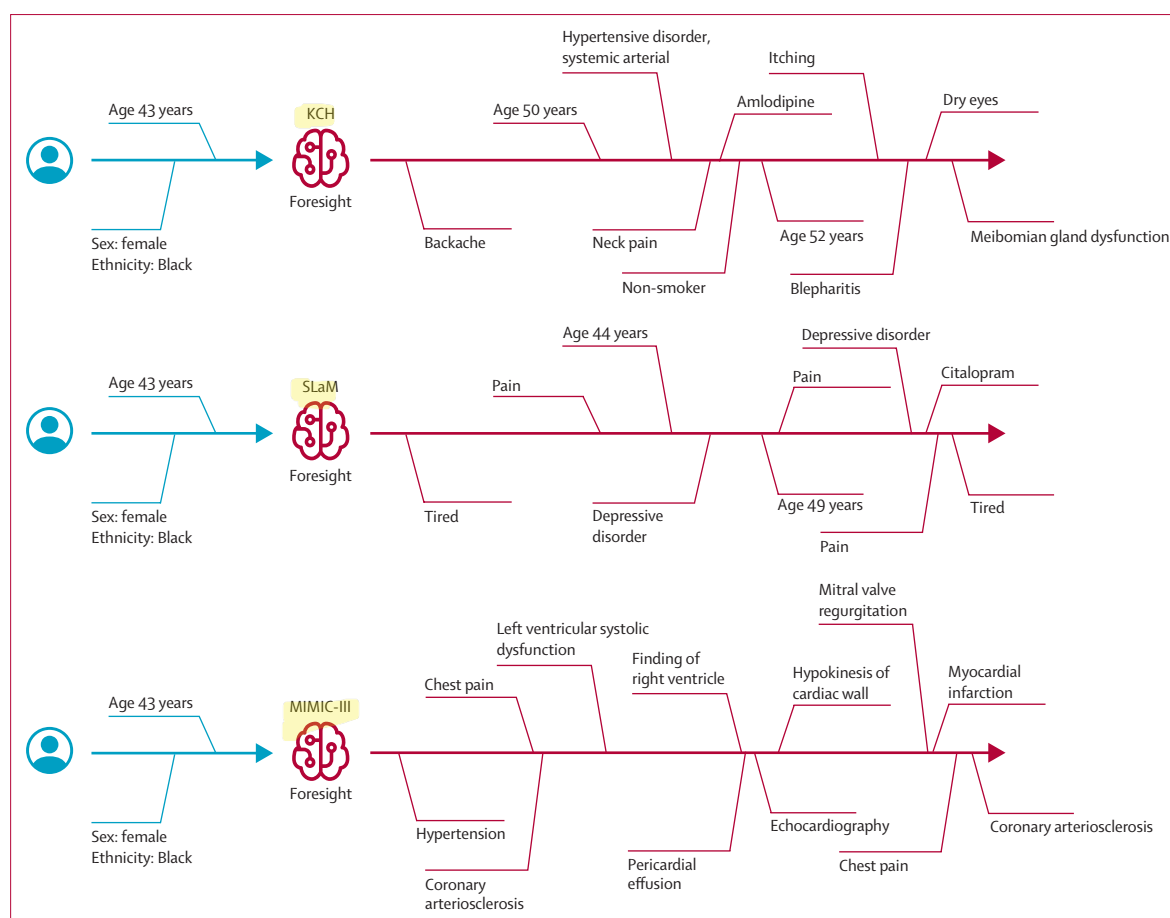 Hypertensive disorder,
systemic arterial
Itching
Age 43 years
KCH
Age 50 years
Amlodipine
Dry eyes
Foresight
Sex: female
Ethnicity: Black
Backache
Neck pain
Age 52 years
Meibomian gland dysfunction
Non-smoker
Blepharitis
Age 44 years
Depressive disorder
Age 43 years
SLaM
Pain
Pain
Citalopram
Foresight
Sex: female
Ethnicity: Black
Tired
Depressive
disorder
Age 49 years
Tired
Pain
Mitral valve
regurgitation
Left ventricular systolic
dysfunction
Finding of
right ventricle
Hypokinesis of
cardiac wall
Myocardial
infarction
Chest pain
Age 43 years
MIMIC-III
Foresight
Sex: female
Ethnicity: Black
Hypertension
Echocardiography
Coronary arteriosclerosis
Coronary
arteriosclerosis
Pericardial
effusion
Chest pain